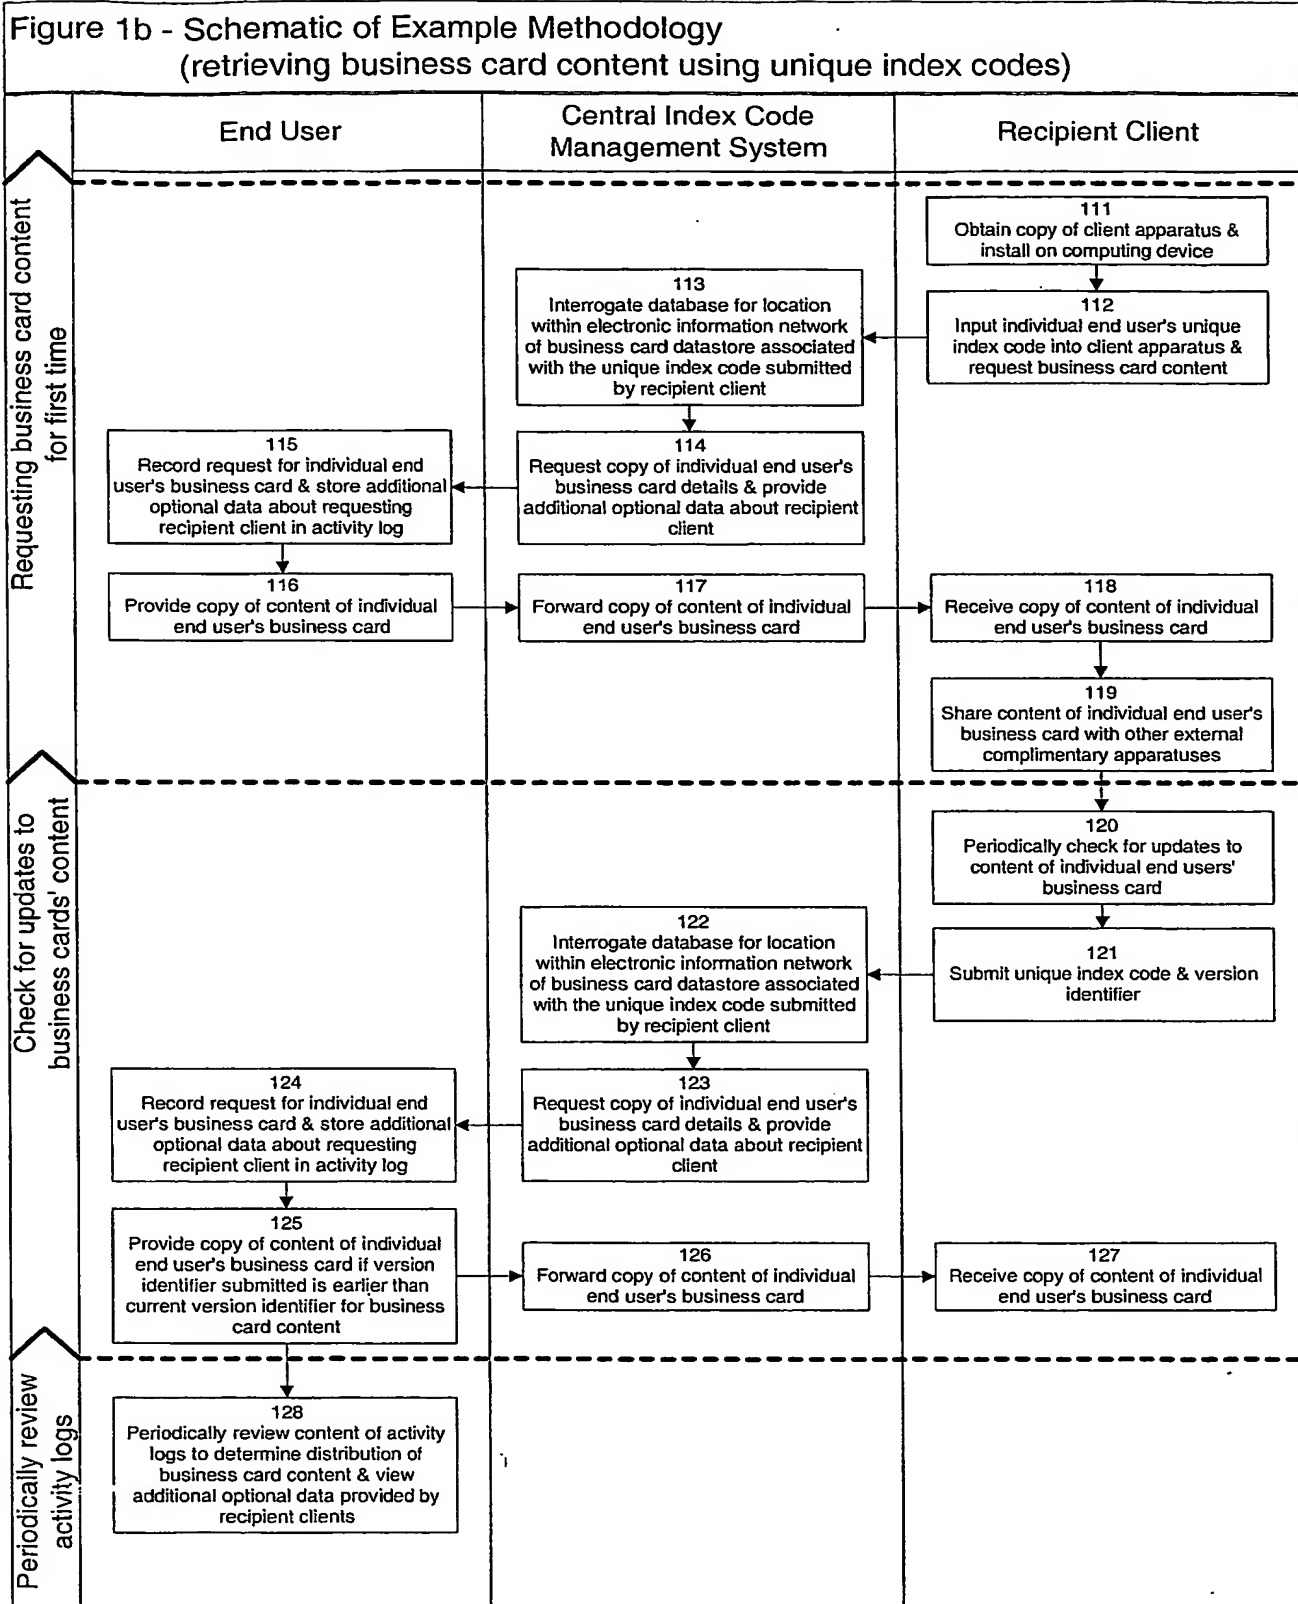 Figure 1b - Schematic of Example Methodology
(retrieving business card content using unique index codes)
End User
Central Index Code
Management System
Recipient Client
Requesting business card content
for first time
111
Obtain copy of client apparatus &
install on computing device
112
Input individual end user's unique
index code into client apparatus &
request business card content
113
Interrogate database for location
within electronic information network
of business card datastore associated
with the unique index code submitted
by recipient client
114
Request copy of individual end user's
business card details & provide
additional optional data about recipient
client
115
Record request for individual end
user's business card & store additional
optional data about requesting
recipient client in activity log
116
Provide copy of content of individual
end user's business card
117
Forward copy of content of individual
end user's business card
118
Receive copy of content of individual
end user's business card
119
Share content of individual end user's
business card with other external
complimentary apparatuses
Check for updates to
business cards' content
120
Periodically check for updates to
content of individual end users'
business card
121
Submit unique index code & version
identifier
122
Interrogate database for location
within electronic information network
of business card datastore associated
with the unique index code submitted
by recipient client
123
Request copy of individual end user's
business card details & provide
additional optional data about recipient
client
124
Record request for individual end
user's business card & store additional
optional data about requesting
recipient client in activity log
125
Provide copy of content of individual
end user's business card if version
identifier submitted is earlier than
current version identifier for business
card content
126
Forward copy of content of individual
end user's business card
127
Receive copy of content of individual
end user's business card
Periodically review
activity logs
128
Periodically review content of activity
logs to determine distribution of
business card content & view
additional optional data provided by
recipient clients